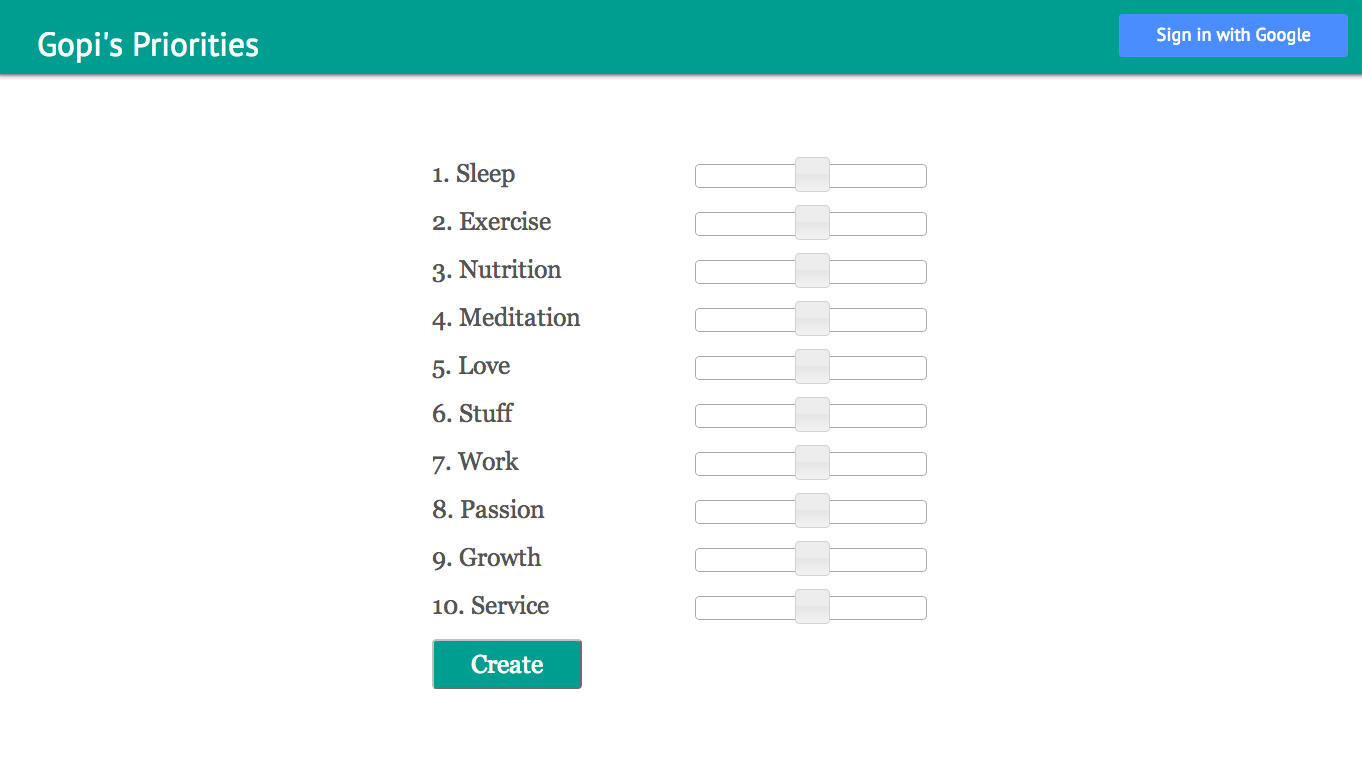 Gopi's Priorities
Sign in with Google
1. Sleep
2. Exercise
3. Nutrition
4. Meditation
5. Love
6. Stuff
7. Work
8. Passion
9. Growth
10. Service
Create